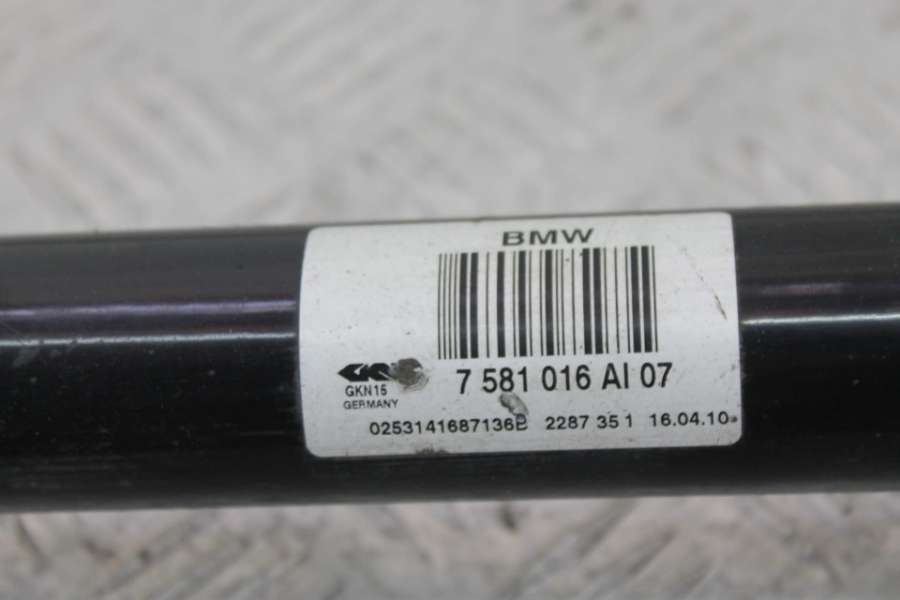 BMW
GKN15
GERMANY
7 581 016 AI 07
0253141687136B 2287 35 1 16.04.10